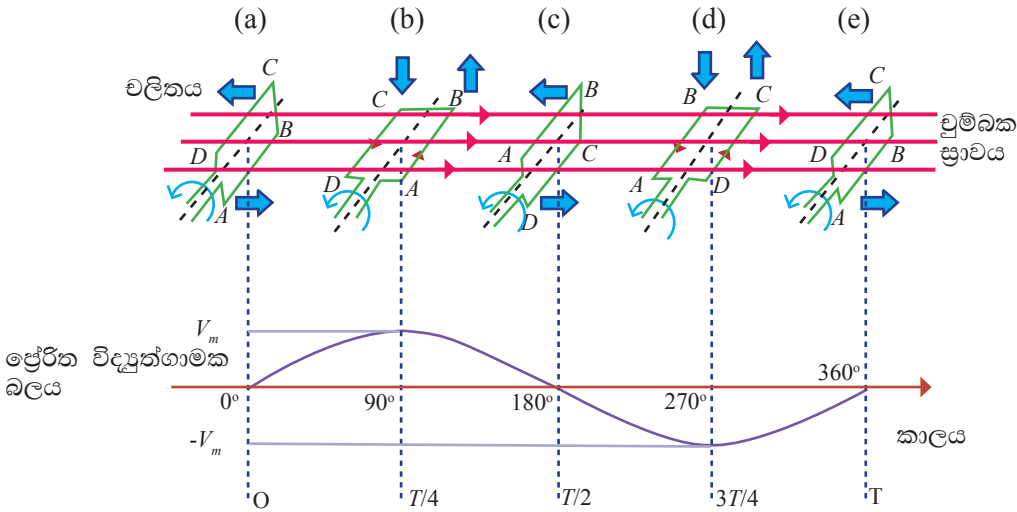 (a) (b) (c) (d) (e)
චලිතය
C C B B B C C
චුම්බක
ස්‍රාවය
B A C D B
D D A A D
A D A
V_m
ප්‍රේරිත විද්‍යුත්ගාමක
බලය
0° 90° 180° 270° 360°
-V_m
කාලය
O T/4 T/2 3T/4 T